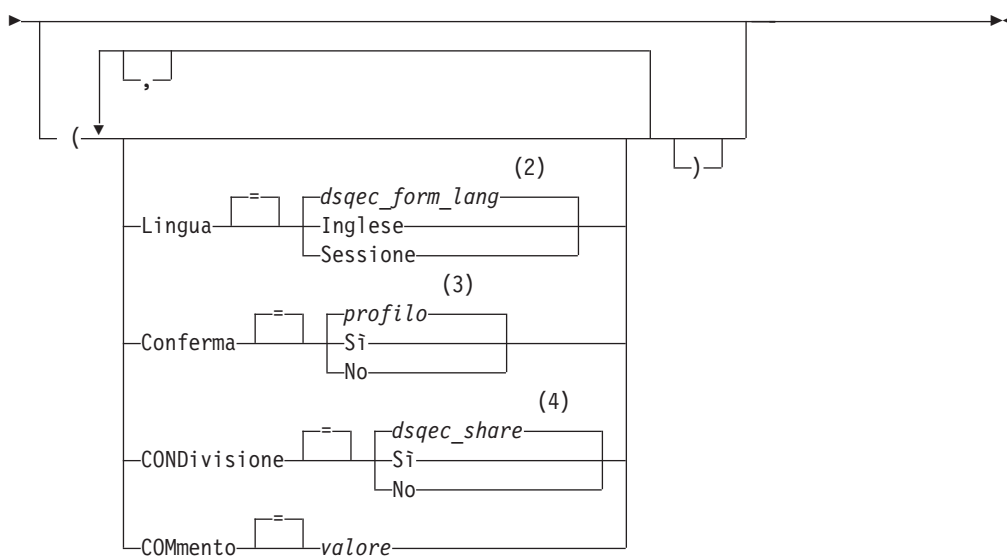 ,
(
)
(2)
= dsqec_form_lang
Lingua Inglese
Sessione
(3)
= profilo
Conferma Sì
No
(4)
= dsqec_share
CONDivisione Sì
No
=
COMmento valore